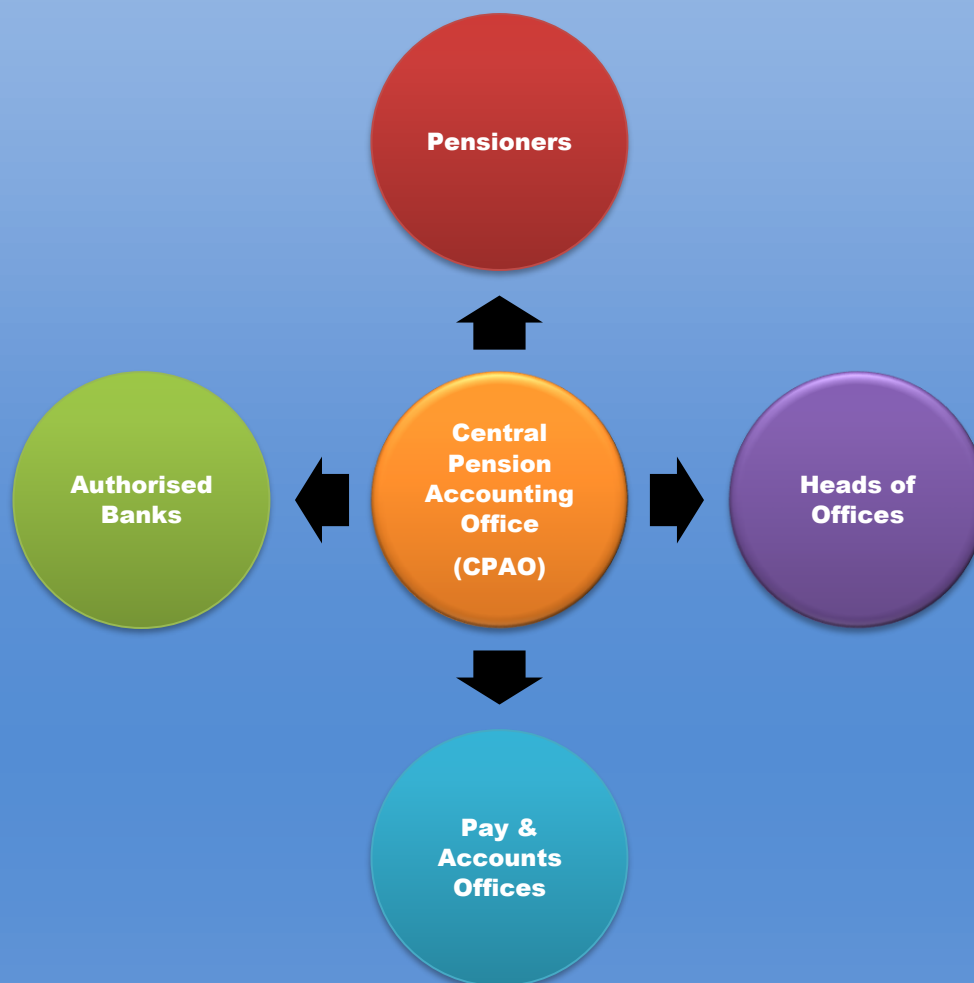 Pensioners
Authorised
Banks
Central
Pension
Accounting
Office
(CPAO)
Heads of
Offices
Pay &
Accounts
Offices